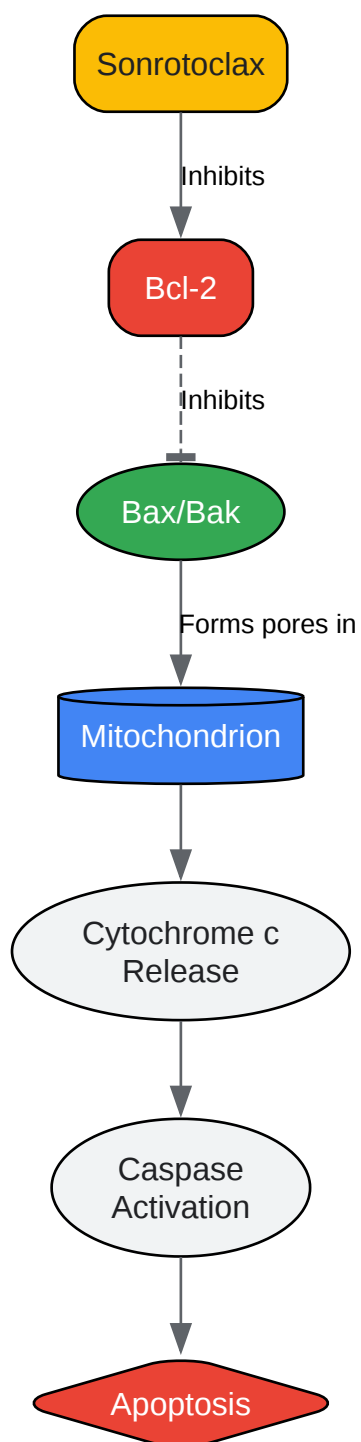 Sonrotoclax
Inhibits
Bcl-2
Inhibits
Bax/Bak
Forms pores in
Mitochondrion
Cytochrome c
Release
Caspase
Activation
Apoptosis